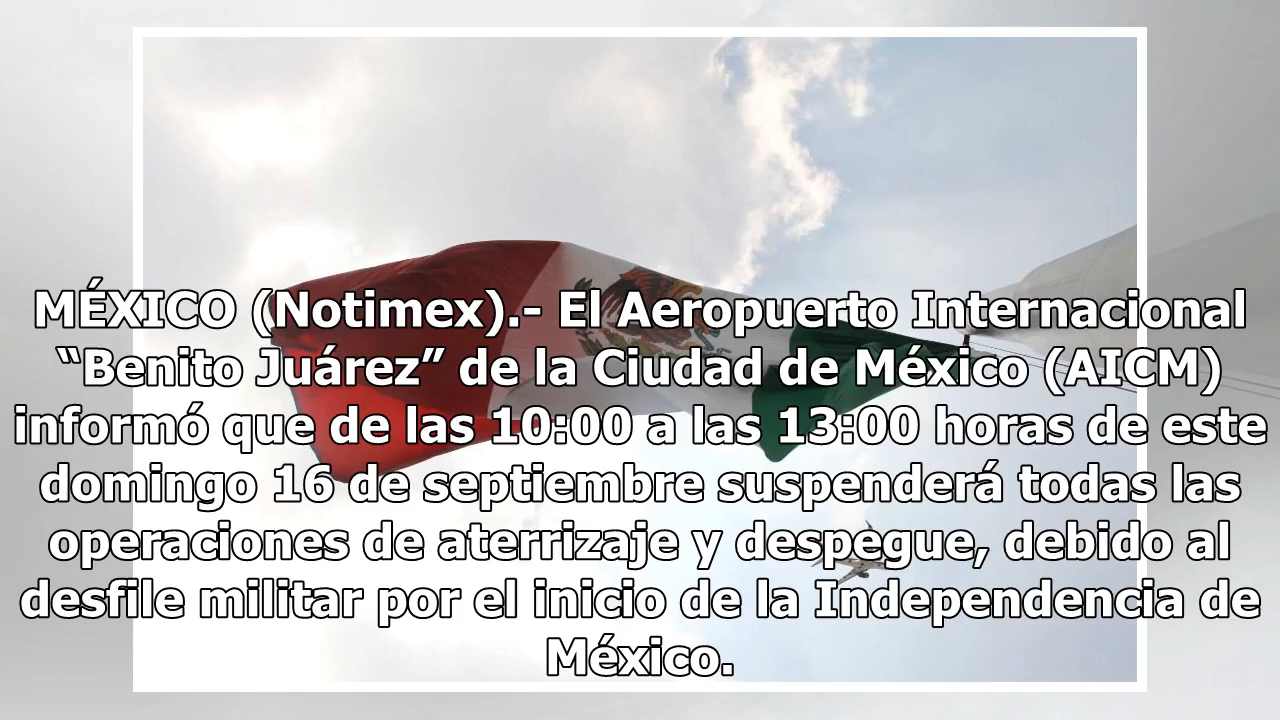 MÉXICO (Notimex).- El Aeropuerto Internacional
“Benito Juárez” de la Ciudad de México (AICM)
informó que de las 10:00 a las 13:00 horas de este
domingo 16 de septiembre suspenderá todas las
operaciones de aterrizaje y despegue, debido al
desfile militar por el inicio de la Independencia de
México.